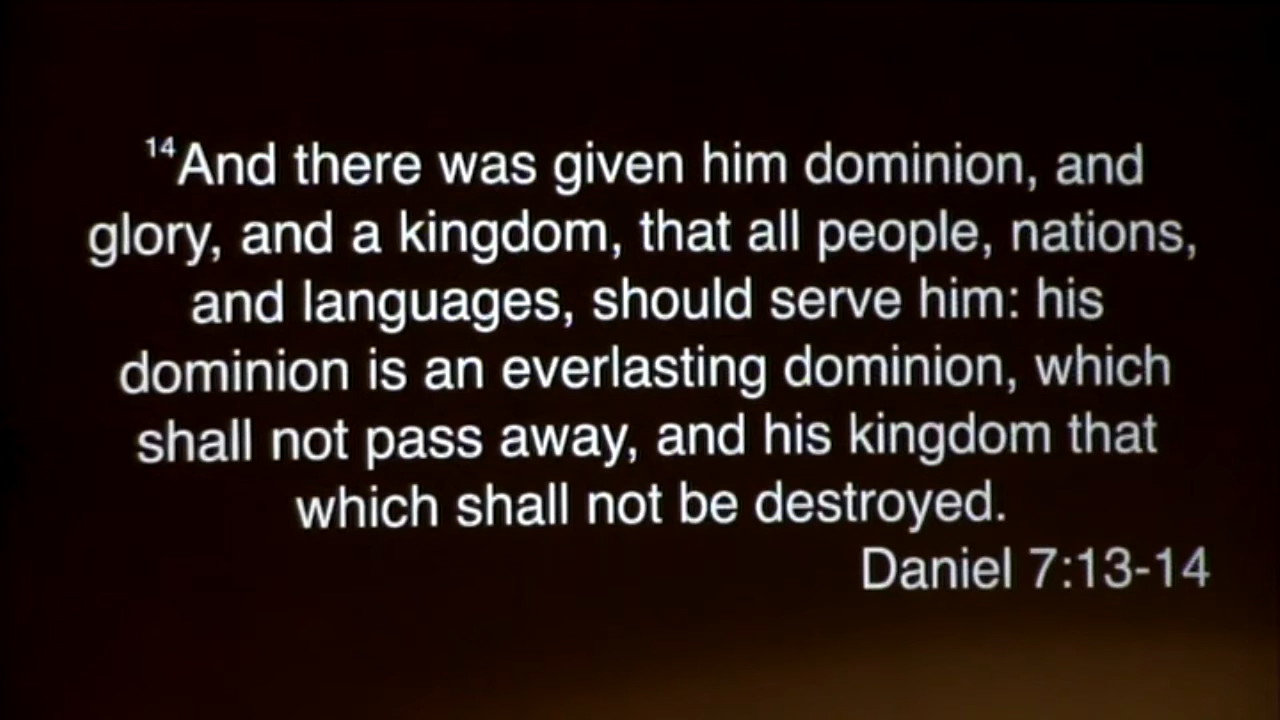 14And there was given him dominion, and
glory, and a kingdom, that all people, nations,
and languages, should serve him: his
dominion is an everlasting dominion, which
shall not pass away, and his kingdom that
which shall not be destroyed.
Daniel 7:13-14